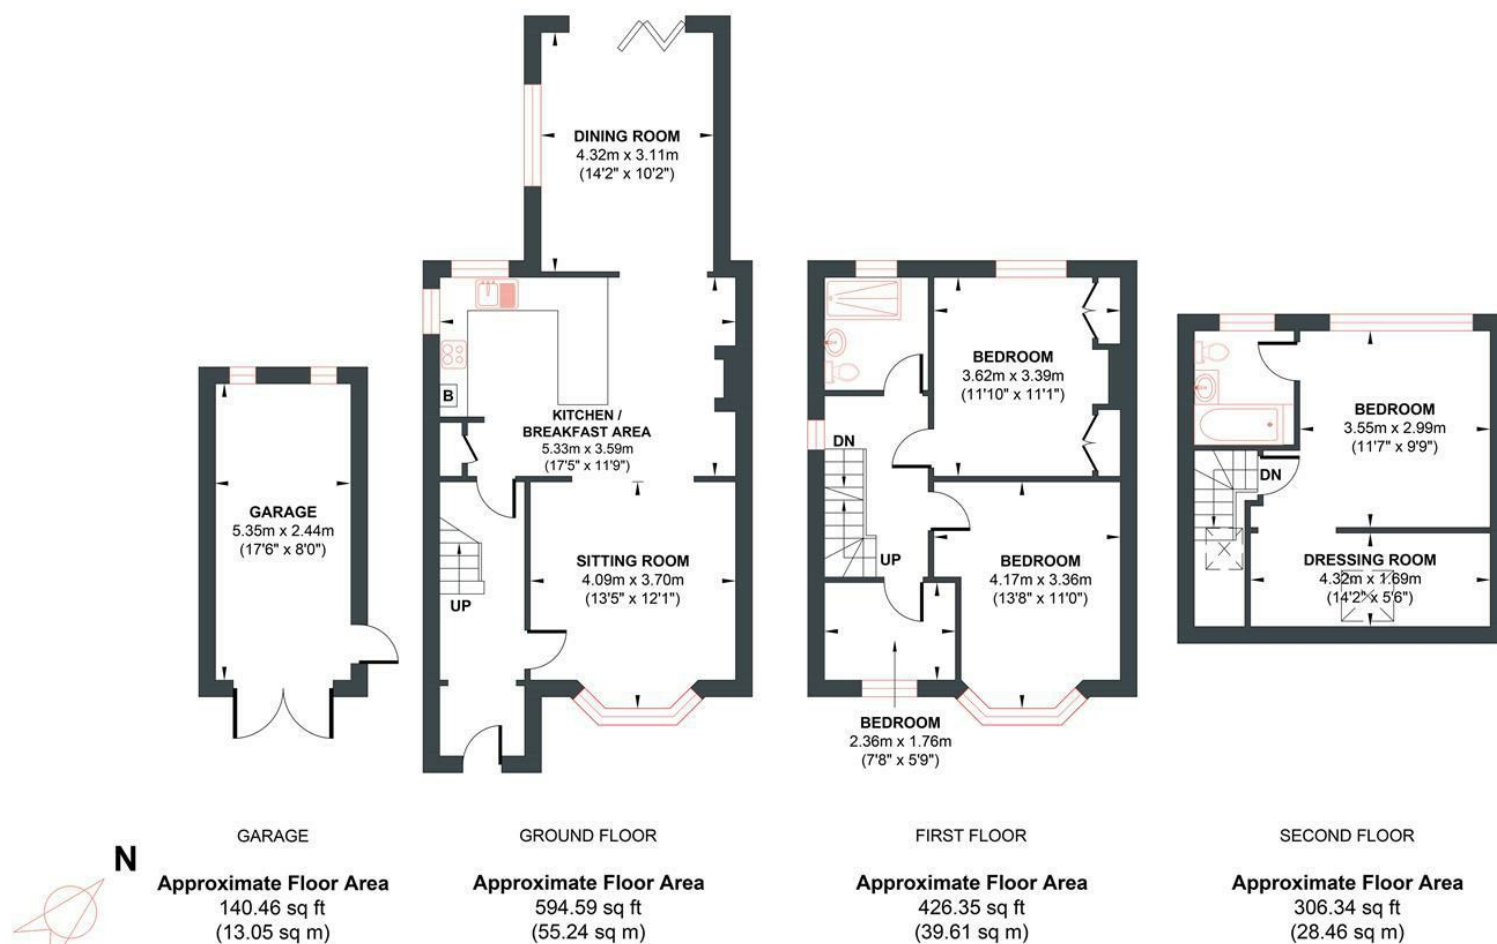 DINING ROOM
4.32m x 3.11m
(14'2" x 10'2")
B
KITCHEN /
BREAKFAST AREA
5.33m x 3.59m
(17'5" x 11'9")
GARAGE
5.35m x 2.44m
(17'6" x 8'0")
SITTING ROOM
4.09m x 3.70m
(13'5" x 12'1")
UP
BEDROOM
3.62m x 3.39m
(11'10" x 11'1")
DN
UP
BEDROOM
4.17m x 3.36m
(13'8" x 11'0")
BEDROOM
2.36m x 1.76m
(7'8" x 5'9")
BEDROOM
3.55m x 2.99m
(11'7" x 9'9")
DN
DRESSING ROOM
4.32m x 1.69m
(14'2" x 5'6")
N
GARAGE
Approximate Floor Area
140.46 sq ft
(13.05 sq m)
GROUND FLOOR
Approximate Floor Area
594.59 sq ft
(55.24 sq m)
FIRST FLOOR
Approximate Floor Area
426.35 sq ft
(39.61 sq m)
SECOND FLOOR
Approximate Floor Area
306.34 sq ft
(28.46 sq m)